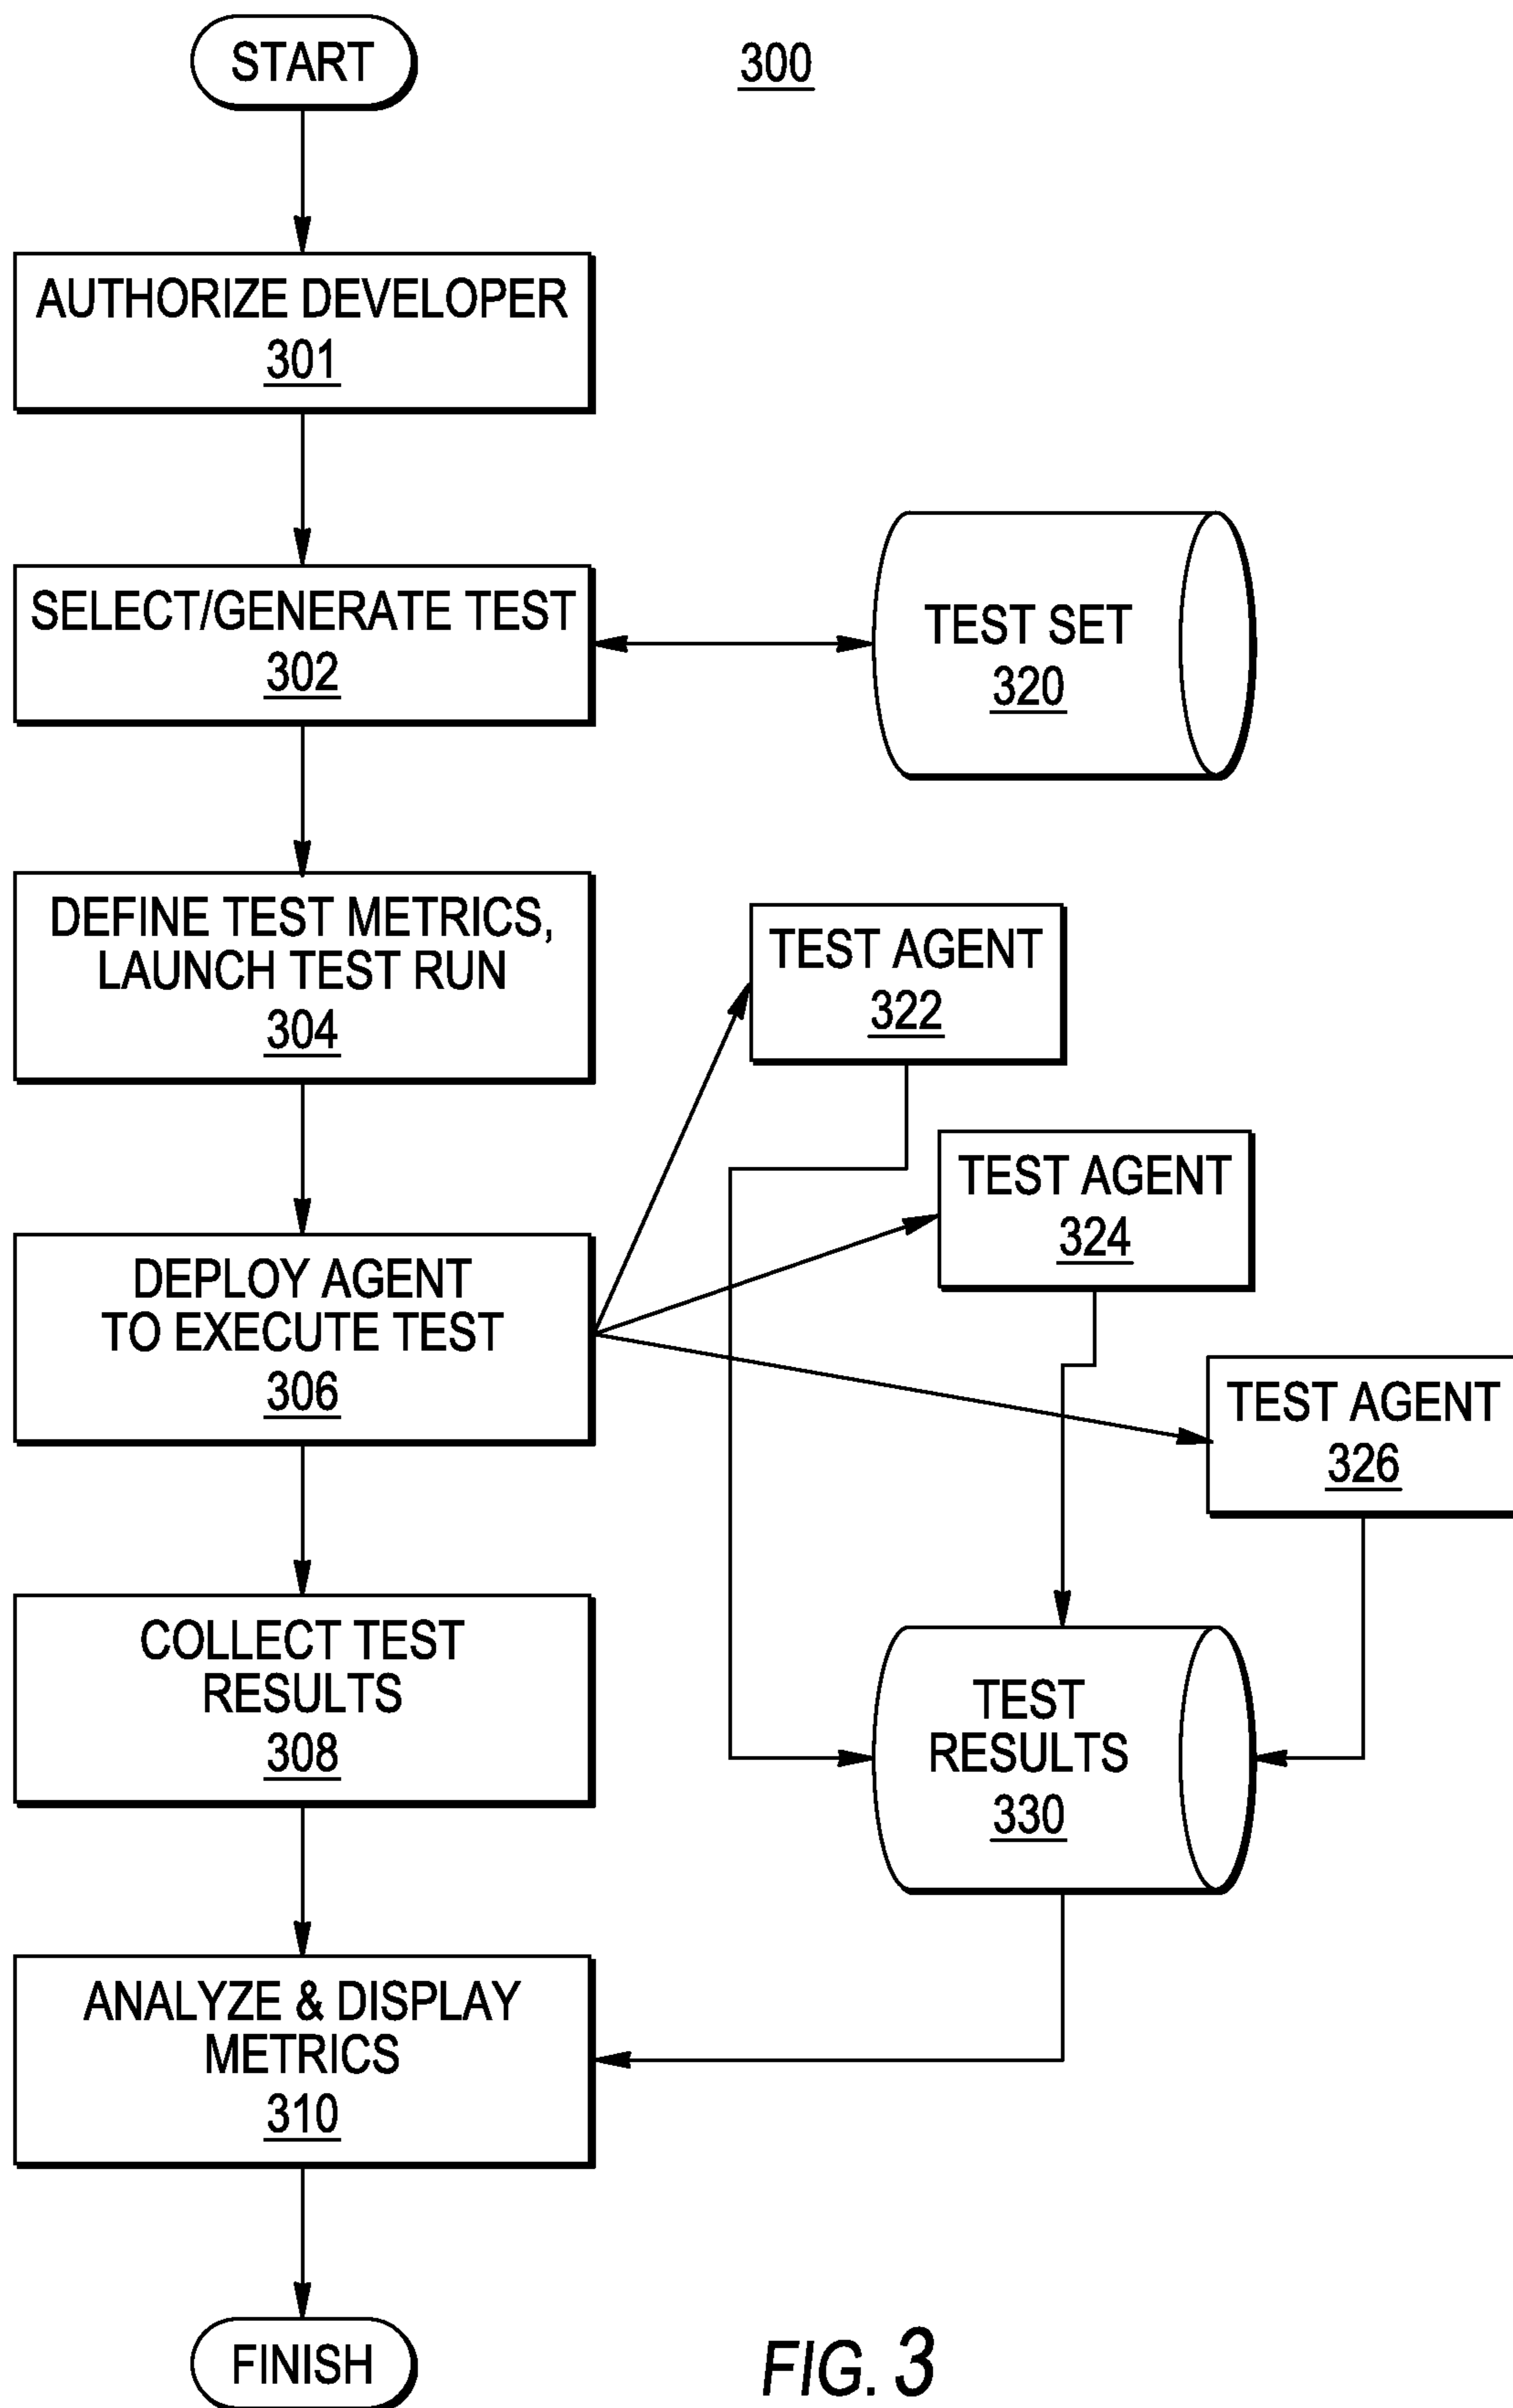 START
300
AUTHORIZE DEVELOPER
301
SELECT/GENERATE TEST
302
TEST SET
320
DEFINE TEST METRICS,
LAUNCH TEST RUN
304
TEST AGENT
322
TEST AGENT
324
DEPLOY AGENT
TO EXECUTE TEST
306
TEST AGENT
326
COLLECT TEST
RESULTS
308
TEST
RESULTS
330
ANALYZE & DISPLAY
METRICS
310
FINISH
FIG. 3